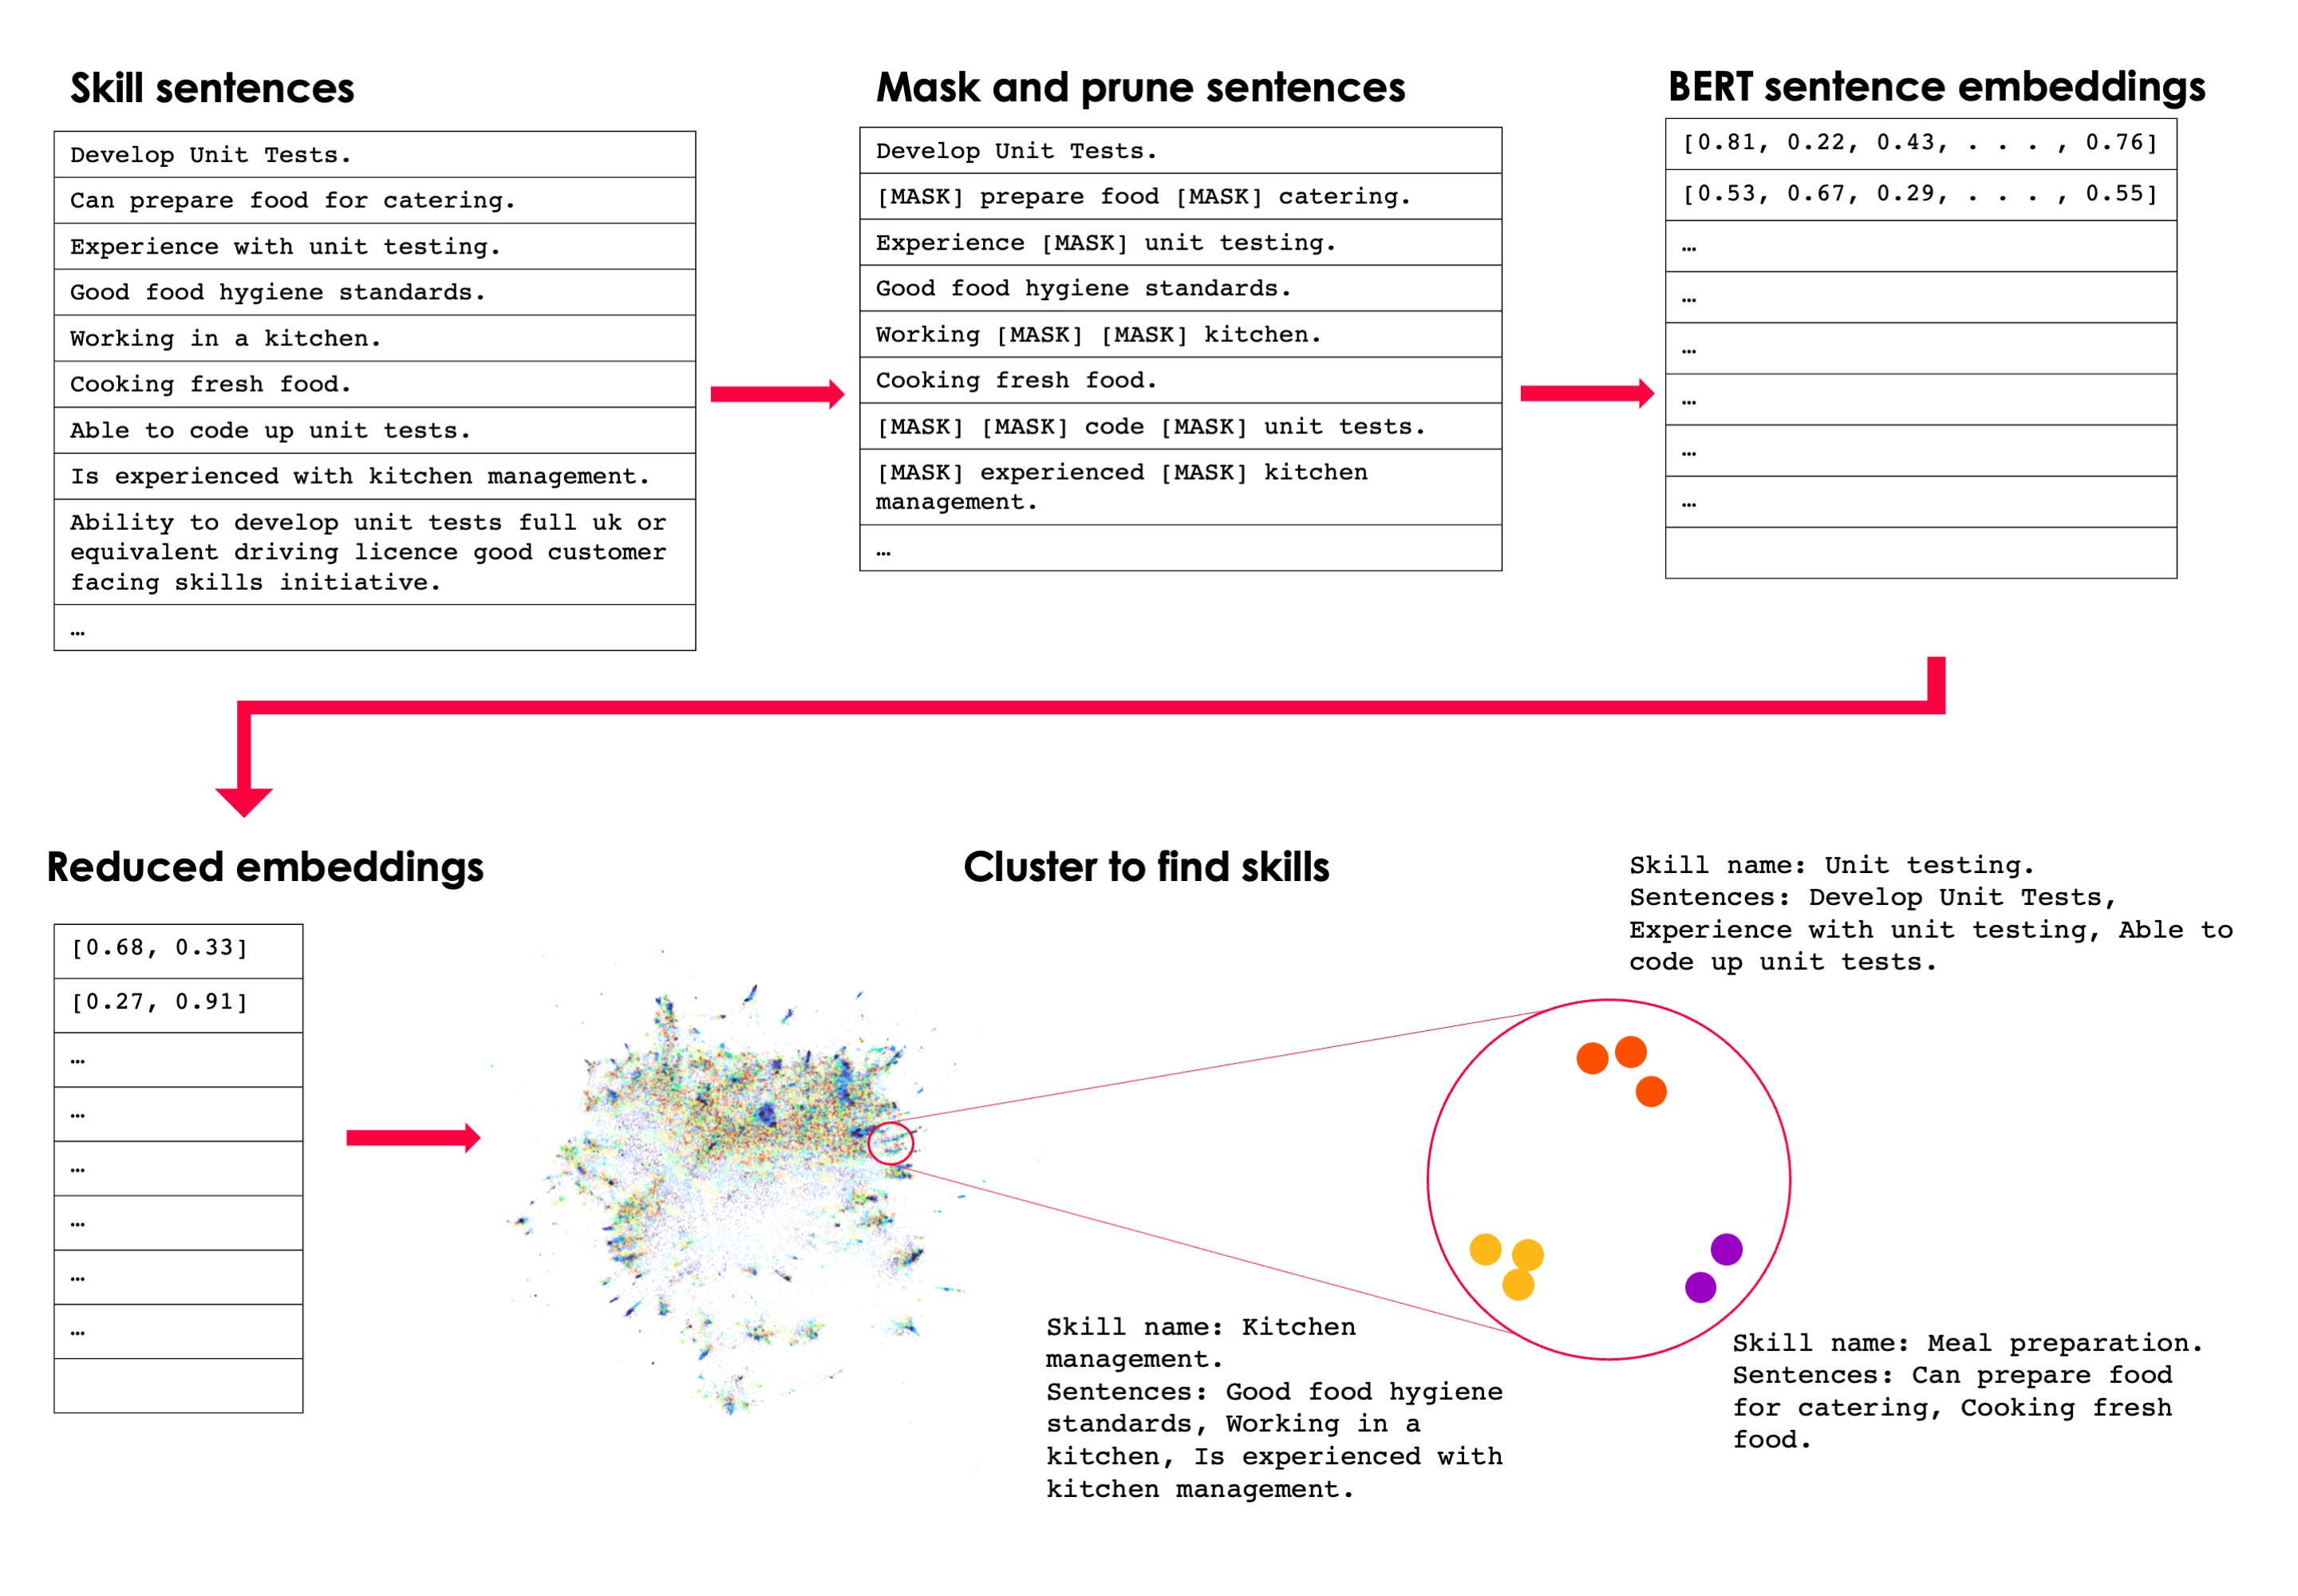 Skill sentences
Develop Unit Tests.
Can prepare food for catering.
Experience with unit testing.
Good food hygiene standards.
Working in a kitchen.
Cooking fresh food.
Able to code up unit tests.
Is experienced with kitchen management.
Ability to develop unit tests full uk or
equivalent driving licence good customer
facing skills initiative.
…
Mask and prune sentences
Develop Unit Tests.
[MASK] prepare food [MASK] catering.
Experience [MASK] unit testing.
Good food hygiene standards.
Working [MASK] [MASK] kitchen.
Cooking fresh food.
[MASK] [MASK] code [MASK] unit tests.
[MASK] experienced [MASK] kitchen
management.
…
BERT sentence embeddings
[0.81, 0.22, 0.43, . . . , 0.76]
[0.53, 0.67, 0.29, . . . , 0.55]
…
…
…
…
…
…
Reduced embeddings
[0.68, 0.33]
[0.27, 0.91]
…
…
…
…
…
…
Cluster to find skills
Skill name: Unit testing.
Sentences: Develop Unit Tests,
Experience with unit testing, Able to
code up unit tests.
Skill name: Kitchen
management.
Sentences: Good food hygiene
standards, Working in a
kitchen, Is experienced with
kitchen management.
Skill name: Meal preparation.
Sentences: Can prepare food
for catering, Cooking fresh
food.